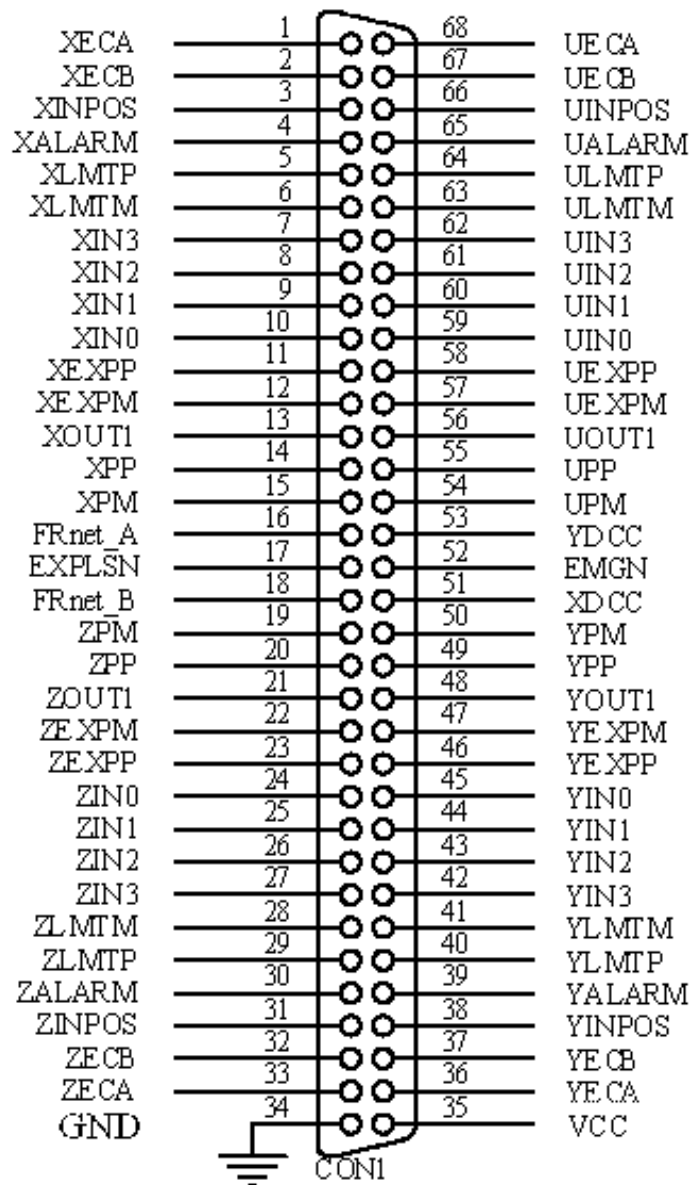 XECA 1 68 UECA
XECB 2 67 UECB
XINPOS 3 66 UINPOS
XALARM 4 65 UALARM
XLMTP 5 64 ULMTP
XLMTM 6 63 ULMTM
XIN3 7 62 UIN3
XIN2 8 61 UIN2
XIN1 9 60 UIN1
XIN0 10 59 UIN0
XEXPP 11 58 UEXPP
XEXPM 12 57 UEXPM
XOUT1 13 56 UOUT1
XPP 14 55 UPP
XPM 15 54 UPM
FRnet_A 16 53 YDCC
EXPLSN 17 52 EMGN
FRnet_B 18 51 XDCC
ZPM 19 50 YPM
ZPP 20 49 YPP
ZOUT1 21 48 YOUT1
ZEXPM 22 47 YEXPM
ZEXPP 23 46 YEXPP
ZIN0 24 45 YIN0
ZIN1 25 44 YIN1
ZIN2 26 43 YIN2
ZIN3 27 42 YIN3
ZLMTM 28 41 YLMTM
ZLMTP 29 40 YLMTP
ZALARM 30 39 YALARM
ZINPOS 31 38 YINPOS
ZECB 32 37 YECB
ZECA 33 36 YECA
GND 34 35 VCC
CON1